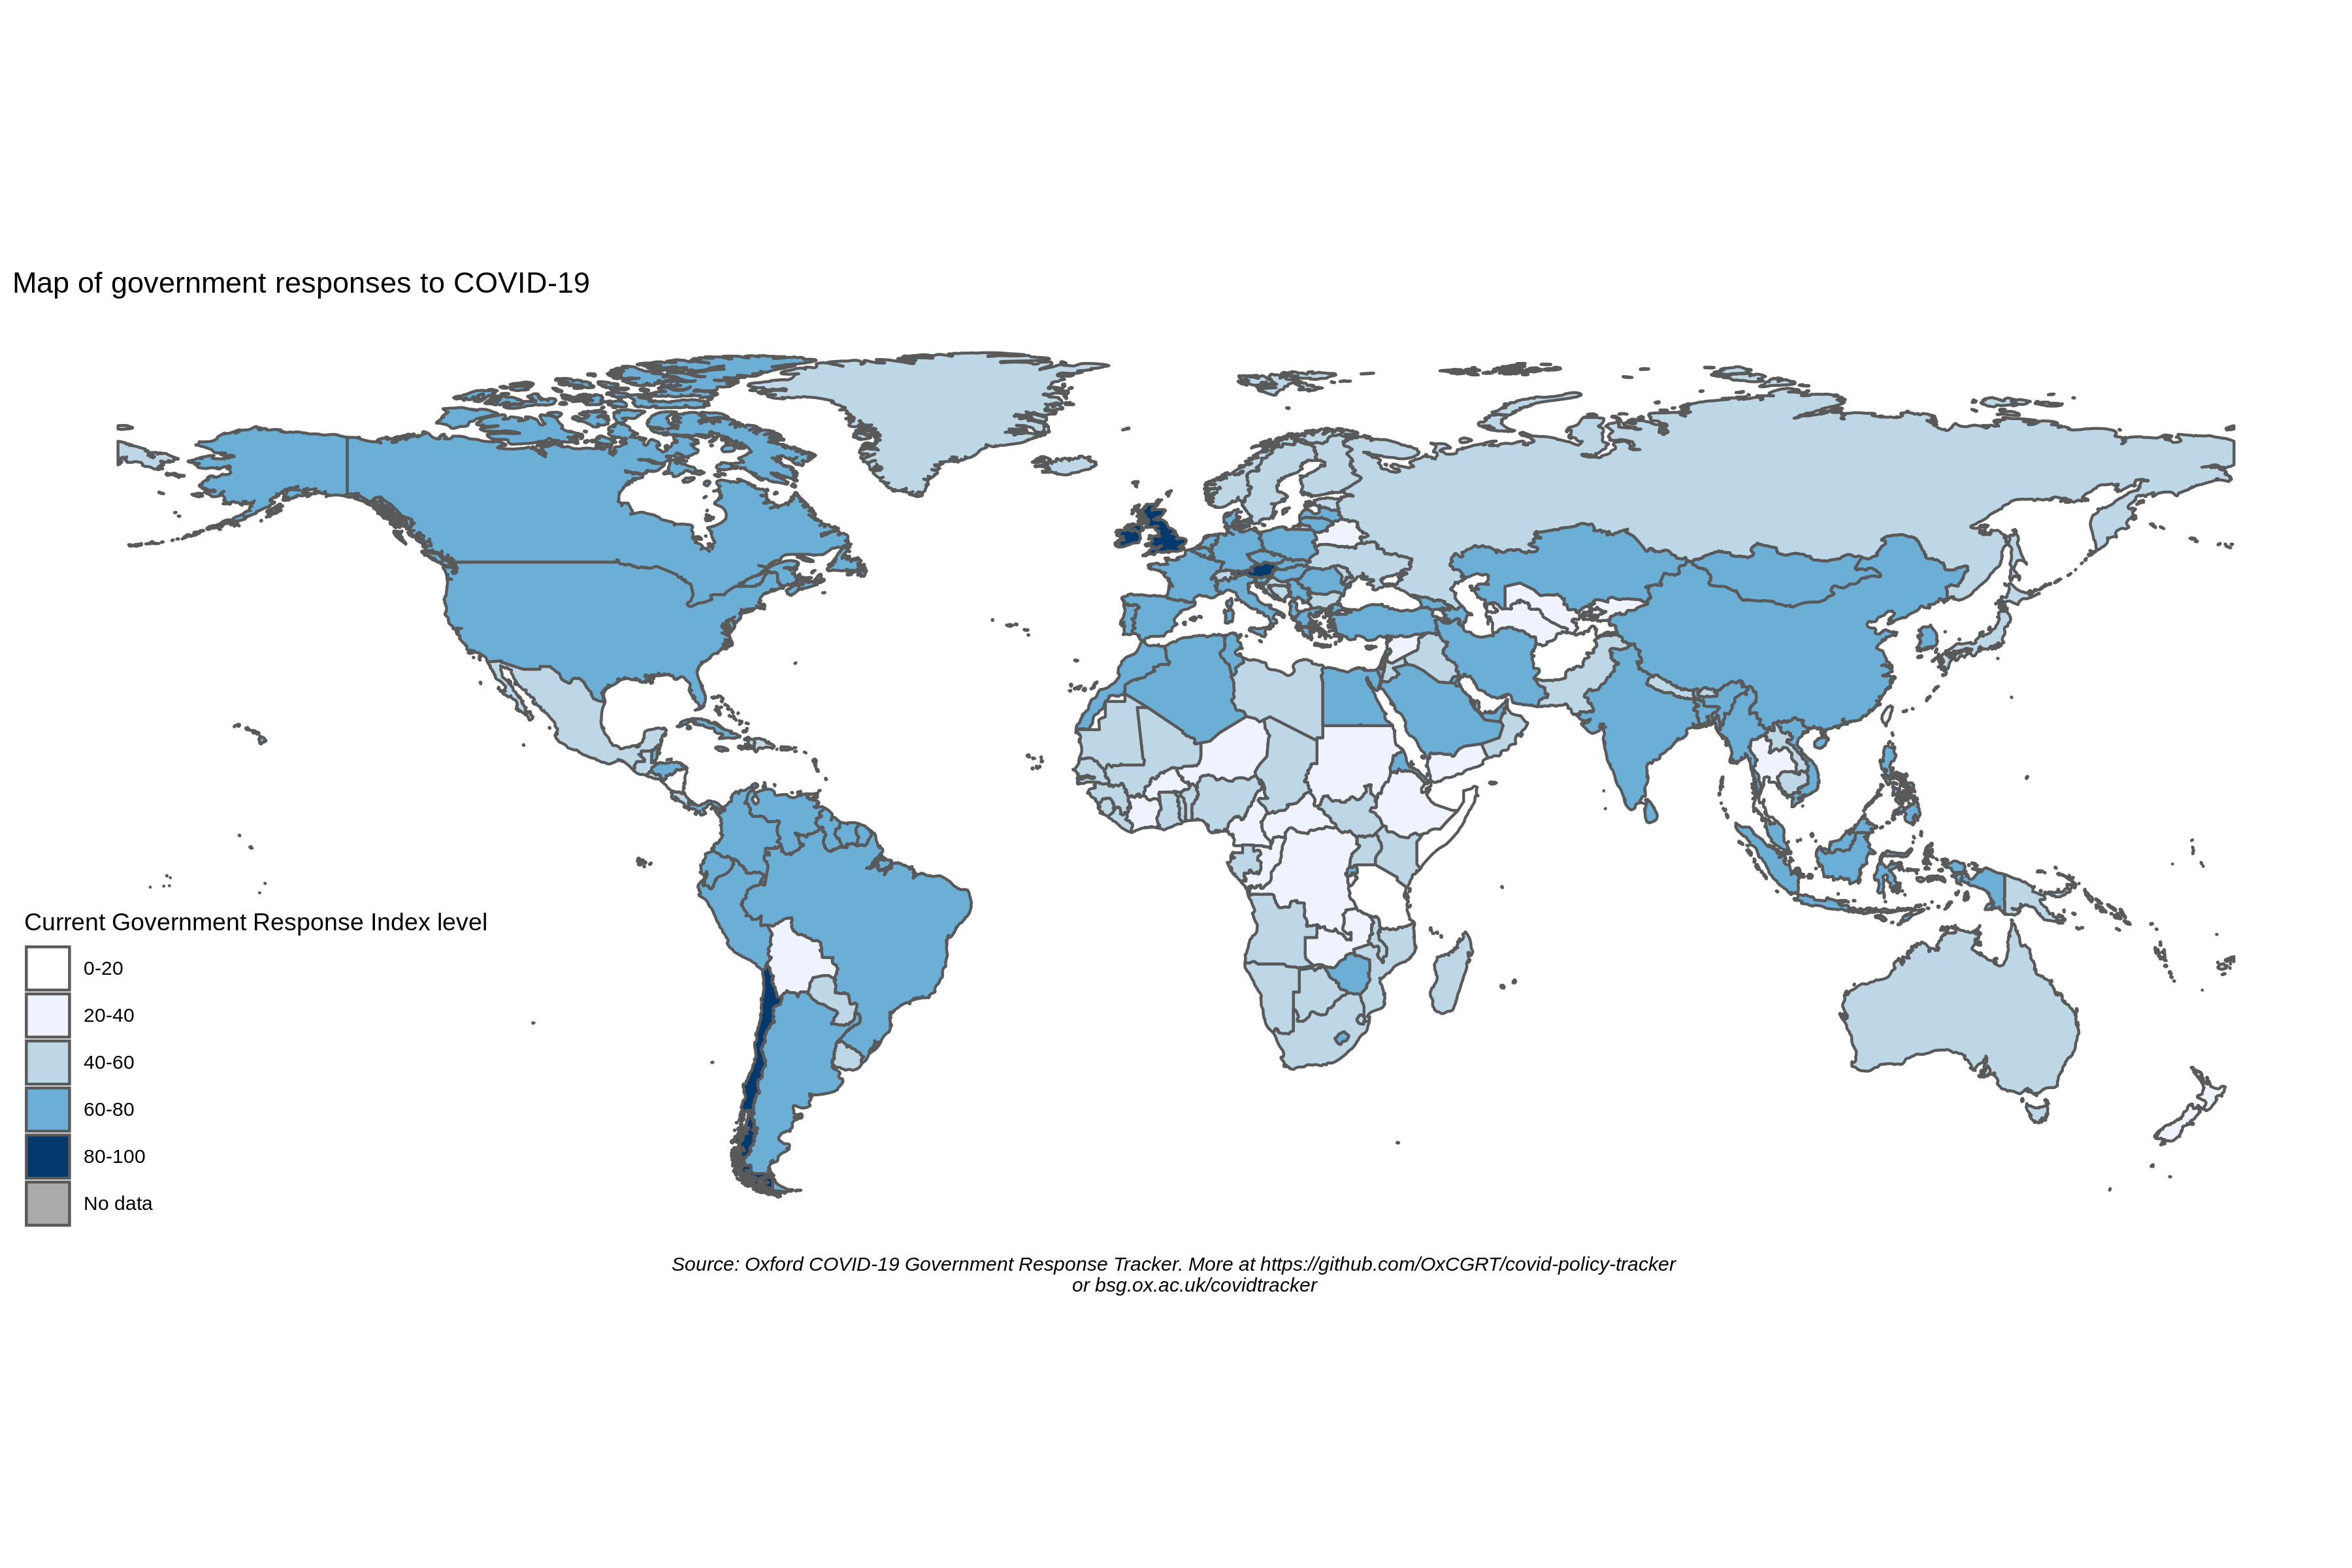 Map of government responses to COVID-19
Current Government Response Index level
0-20
20-40
40-60
60-80
80-100
No data
Source: Oxford COVID-19 Government Response Tracker. More at https://github.com/OxCGRT/covid-policy-tracker
or bsg.ox.ac.uk/covidtracker